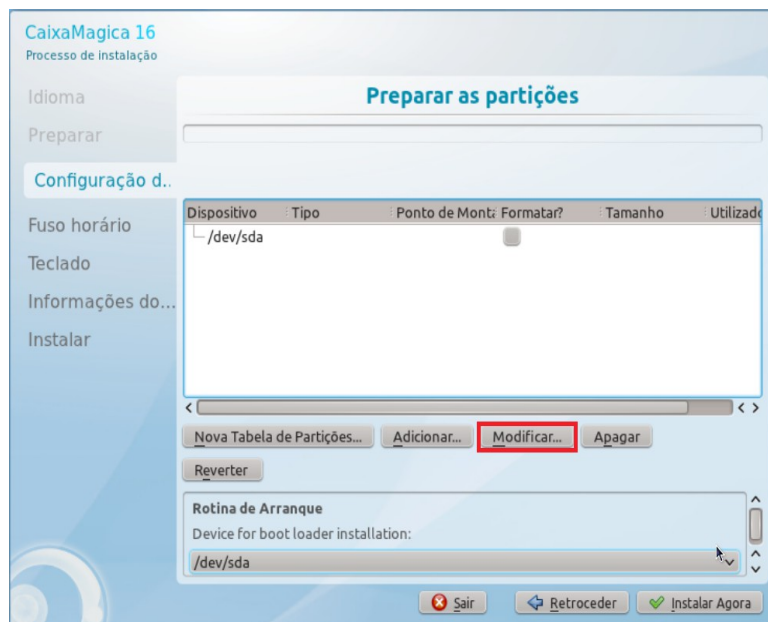 CaixaMagica 16
Processo de instalação
Idioma
Preparar
Configuração d..
Fuso horário
Teclado
Informações do...
Instalar
Preparar as partições
Dispositivo Tipo Ponto de Monta Formatar? Tamanho Utilizado
/dev/sda
Nova Tabela de Partições... Adicionar... Modificar... Apagar
Reverter
Rotina de Arranque
Device for boot loader installation:
/dev/sda
Sair Retroceder Instalar Agora